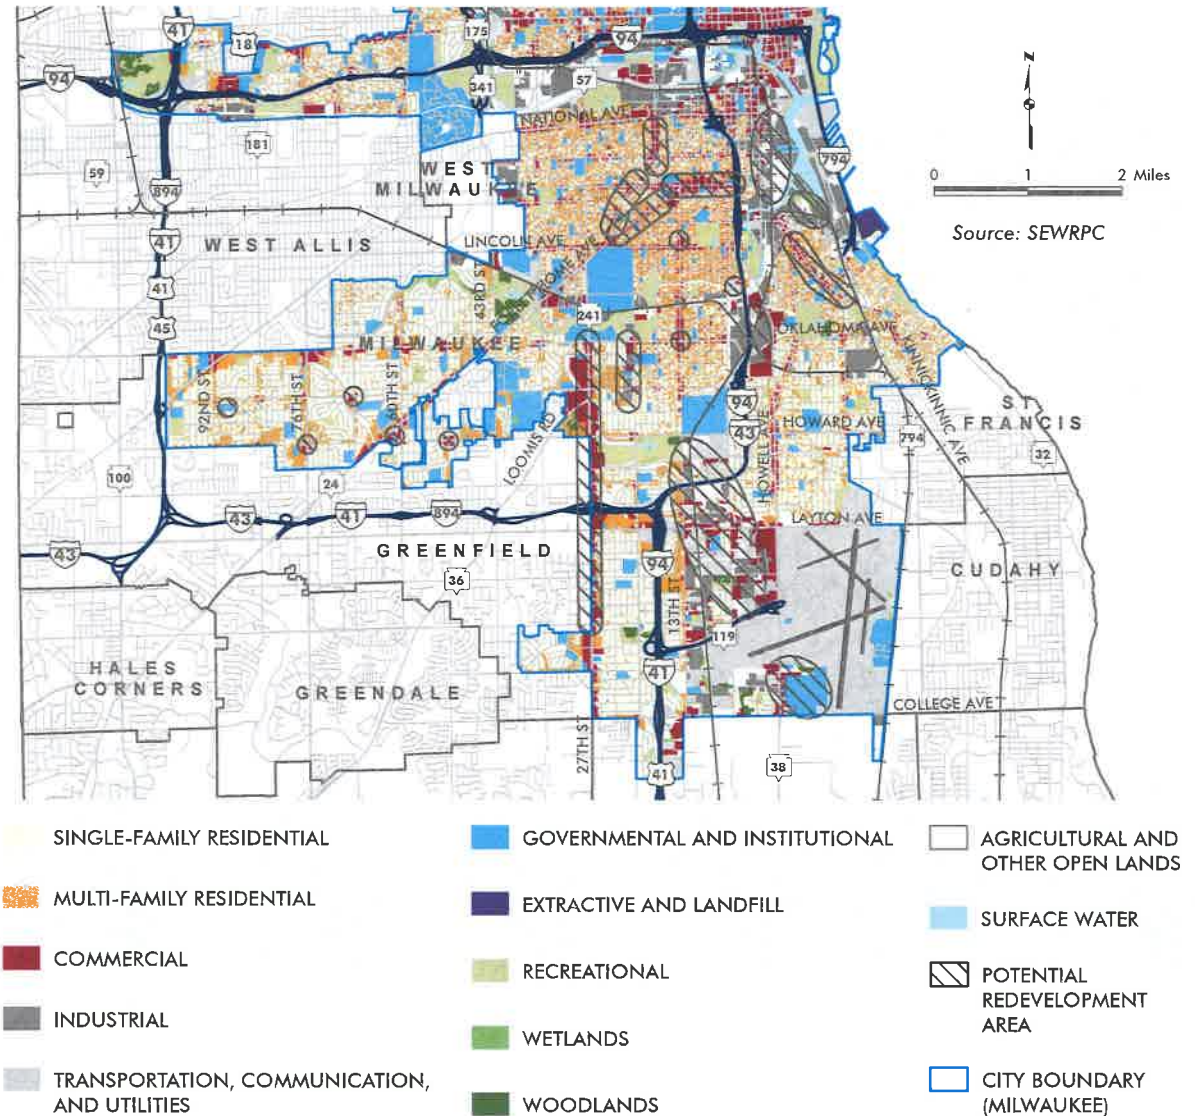 41
18
175
94
N
94
341
57
NATIONAL AVE
181
794
59
WEST
MILWAUKEE
0 1 2 Miles
894
Source: SEWRPC
41
WEST ALLIS
LINCOLN AVE
41
43RD ST
FOREST HOME AVE
45
241
MILWAUKEE
OKLAHOMA AVE
KINNICKINNIC AVE
92ND ST
76TH ST
60TH ST
94
43
HOWELL AVE
HOWARD AVE
ST
FRANCIS
794
32
LOOMIS RD
100
24
43
41
894
LAYTON AVE
43
GREENFIELD
94
36
CUDAHY
13TH ST
119
HALES
CORNERS
GREENDALE
41
COLLEGE AVE
27TH ST
41
38
SINGLE-FAMILY RESIDENTIAL
MULTI-FAMILY RESIDENTIAL
COMMERCIAL
INDUSTRIAL
TRANSPORTATION, COMMUNICATION,
AND UTILITIES
GOVERNMENTAL AND INSTITUTIONAL
EXTRACTIVE AND LANDFILL
RECREATIONAL
WETLANDS
WOODLANDS
AGRICULTURAL AND
OTHER OPEN LANDS
SURFACE WATER
POTENTIAL
REDEVELOPMENT
AREA
CITY BOUNDARY
(MILWAUKEE)